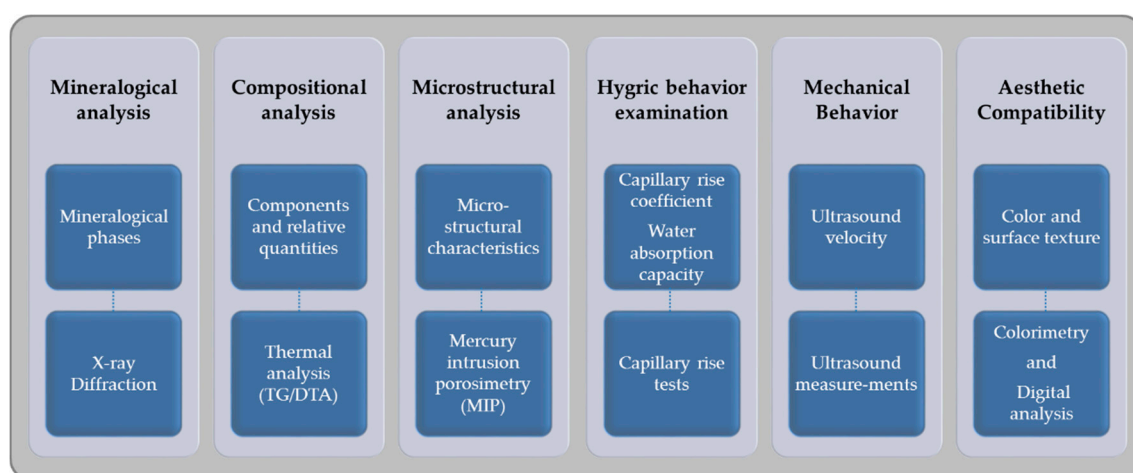 Mineralogical
analysis
Mineralogical
phases
X-ray
Diffraction
Compositional
analysis
Components
and relative
quantities
Thermal
analysis
(TG/DTA)
Microstructural
analysis
Micro-
structural
characteristics
Mercury
intrusion
porosimetry
(MIP)
Hygric behavior
examination
Capillary rise
coefficient
Water
absorption
capacity
Capillary rise
tests
Mechanical
Behavior
Ultrasound
velocity
Ultrasound
measure-ments
Aesthetic
Compatibility
Color and
surface texture
Colorimetry
and
Digital
analysis